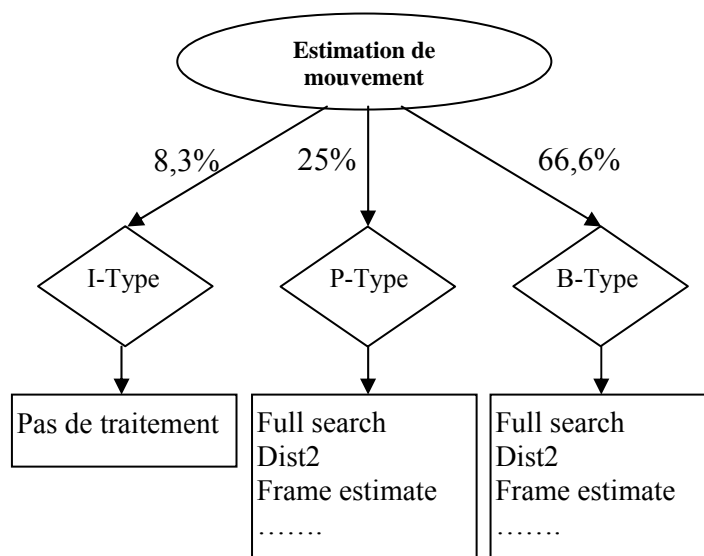 Estimation de
mouvement
8,3%
25%
66,6%
I-Type
P-Type
B-Type
Pas de traitement
Full search
Dist2
Frame estimate
…….
Full search
Dist2
Frame estimate
…….